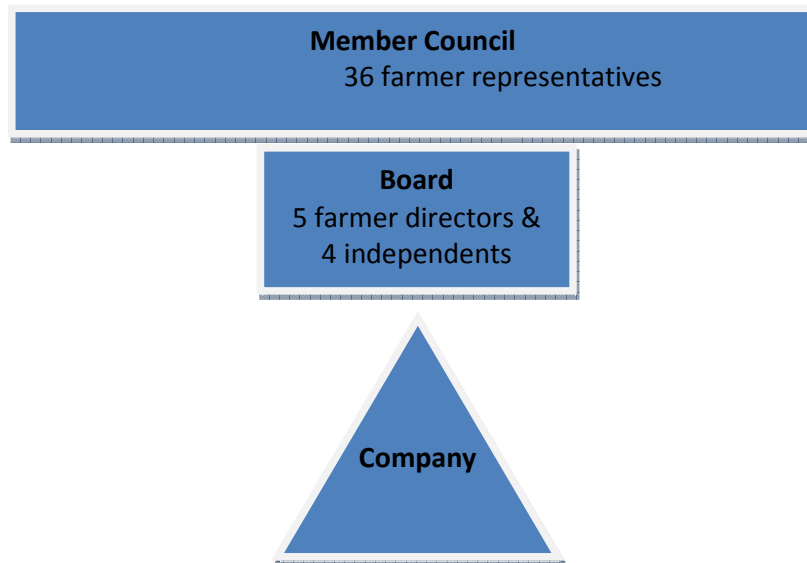 Member Council
36 farmer representatives
Board
5 farmer directors &
4 independents
Company